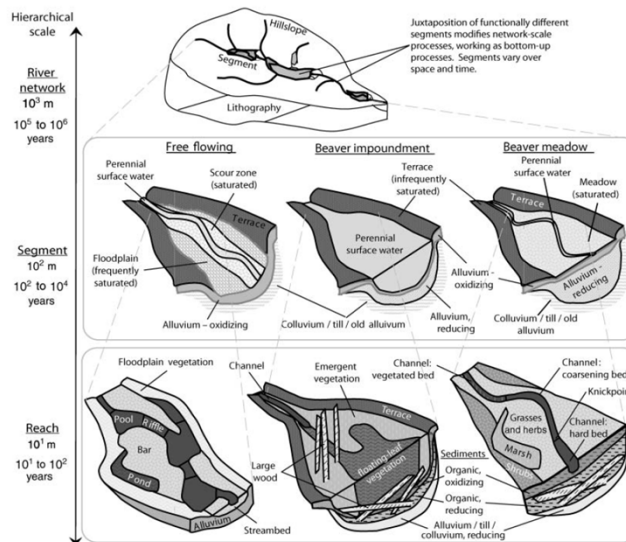 Hierarchical
scale
River
network
10³ m
10⁵ to 10⁶
years
Hillslope
Segment
Lithography
Juxtaposition of functionally different
segments modifies network-scale
processes, working as bottom-up
processes. Segments vary over
space and time.
Segment
10² m
10² to 10⁴
years
Free flowing
Perennial
surface water
Scour zone
(saturated)
Terrace
Floodplain
(frequently
saturated)
Alluvium – oxidizing
Beaver impoundment
Terrace
(infrequently
saturated)
Perennial
surface water
Colluvium / till / old alluivum
Alluvium,
reducing
Beaver meadow
Perennial
surface water
Meadow
(saturated)
Terrace
Alluvium -
oxidizing
Alluvium-
reducing
Colluvium / till / old
alluvium
Reach
10¹ m
10¹ to 10²
years
Floodplain vegetation
Pool
Riffle
Bar
Pond
Alluvium
Streambed
Channel
Emergent
vegetation
Terrace
Large
wood
floating-leaf
vegetation
Channel: vegetated bed
Channel:
coarsening bed
Knickpoin
Grasses
and herbs
Channel:
hard bed
Marsh
shrubs
Sediments
Organic,
oxidizing
Organic,
reducing
Alluvium / till /
colluvium, reducing